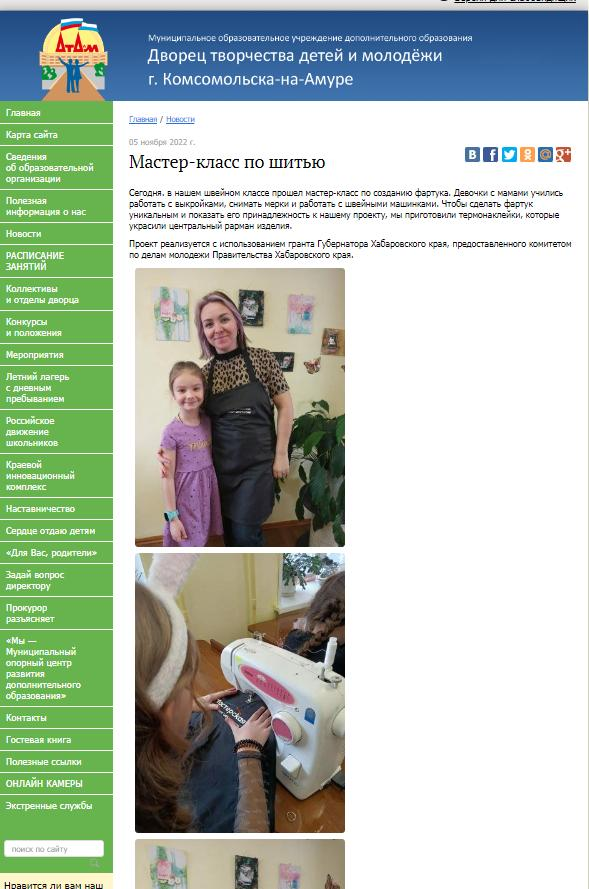 Версия для слабовидящих
ДТДиМ
Муниципальное образовательное учреждение дополнительного образования
Дворец творчества детей и молодёжи
г. Комсомольска-на-Амуре
Главная
Карта сайта
Сведения
об образовательной
организации
Полезная
информация о нас
Новости
РАСПИСАНИЕ
ЗАНЯТИЙ
Коллективы
и отделы дворца
Конкурсы
и положения
Мероприятия
Летний лагерь
с дневным
пребыванием
Российское
движение
школьников
Краевой
инновационный
комплекс
Наставничество
Сердце отдаю детям
«Для Вас, родители»
Задай вопрос
директору
Прокурор
разъясняет
«Мы —
Муниципальный
опорный центр
развития
дополнительного
образования»
Контакты
Гостевая книга
Полезные ссылки
ОНЛАЙН КАМЕРЫ
Экстренные службы
поиск по сайту
Нравится ли вам наш
Главная / Новости
05 ноября 2022 г.
Мастер-класс по шитью
Сегодня, в нашем швейном классе прошел мастер-класс по созданию фартука. Девочки с мамами учились
работать с выкройками, снимать мерки и работать с швейными машинками. Чтобы сделать фартук
уникальным и показать его принадлежность к нашему проекту, мы приготовили термонаклейки, которые
украсили центральный рарман изделия.
Проект реализуется с использованием гранта Губернатора Хабаровского края, предоставленного комитетом
по делам молодежи Правительства Хабаровского края.